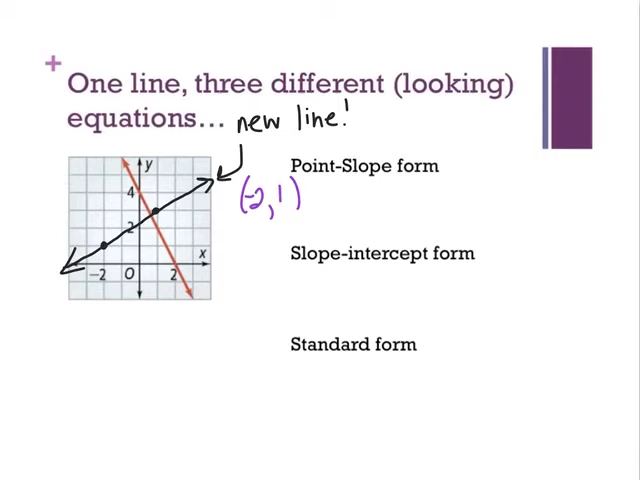 +
One line, three different (looking)
equations... new line!
y
Point-Slope form
4
(-2, 1)
2
x
Slope-intercept form
-2 O 2
Standard form